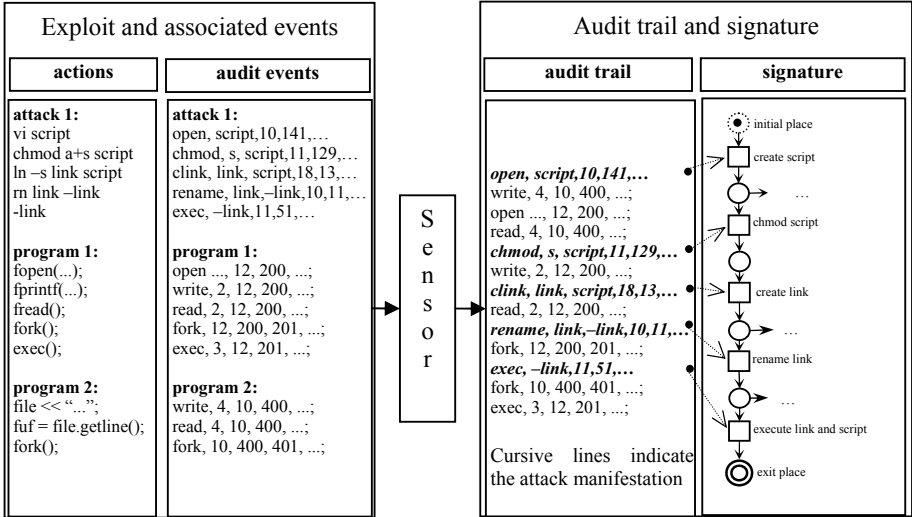 Exploit and associated events
actions
audit events
attack 1:
vi script
chmod a+s script
ln –s link script
rn link –link
-link
program 1:
fopen(...);
fprintf(...);
fread();
fork();
exec();
program 2:
file << “...”;
fuf = file.getline();
fork();
attack 1:
open, script,10,141,…
chmod, s, script,11,129,…
clink, link, script,18,13,…
rename, link,–link,10,11,…
exec, –link,11,51,…
program 1:
open ..., 12, 200, ...;
write, 2, 12, 200, ...;
read, 2, 12, 200, ...;
fork, 12, 200, 201, ...;
exec, 3, 12, 201, ...;
program 2:
write, 4, 10, 400, ...;
read, 4, 10, 400, ...;
fork, 10, 400, 401, ...;
Sensor
Audit trail and signature
audit trail
signature
open, script,10,141,…
write, 4, 10, 400, ...;
open ..., 12, 200, ...;
read, 4, 10, 400, ...;
chmod, s, script,11,129,…
write, 2, 12, 200, ...;
clink, link, script,18,13,…
read, 2, 12, 200, ...;
rename, link,–link,10,11,…
fork, 12, 200, 201, ...;
exec, –link,11,51,…
fork, 10, 400, 401, ...;
exec, 3, 12, 201, ...;
Cursive lines indicate
the attack manifestation
initial place
create script
...
chmod script
create link
...
rename link
...
execute link and script
exit place